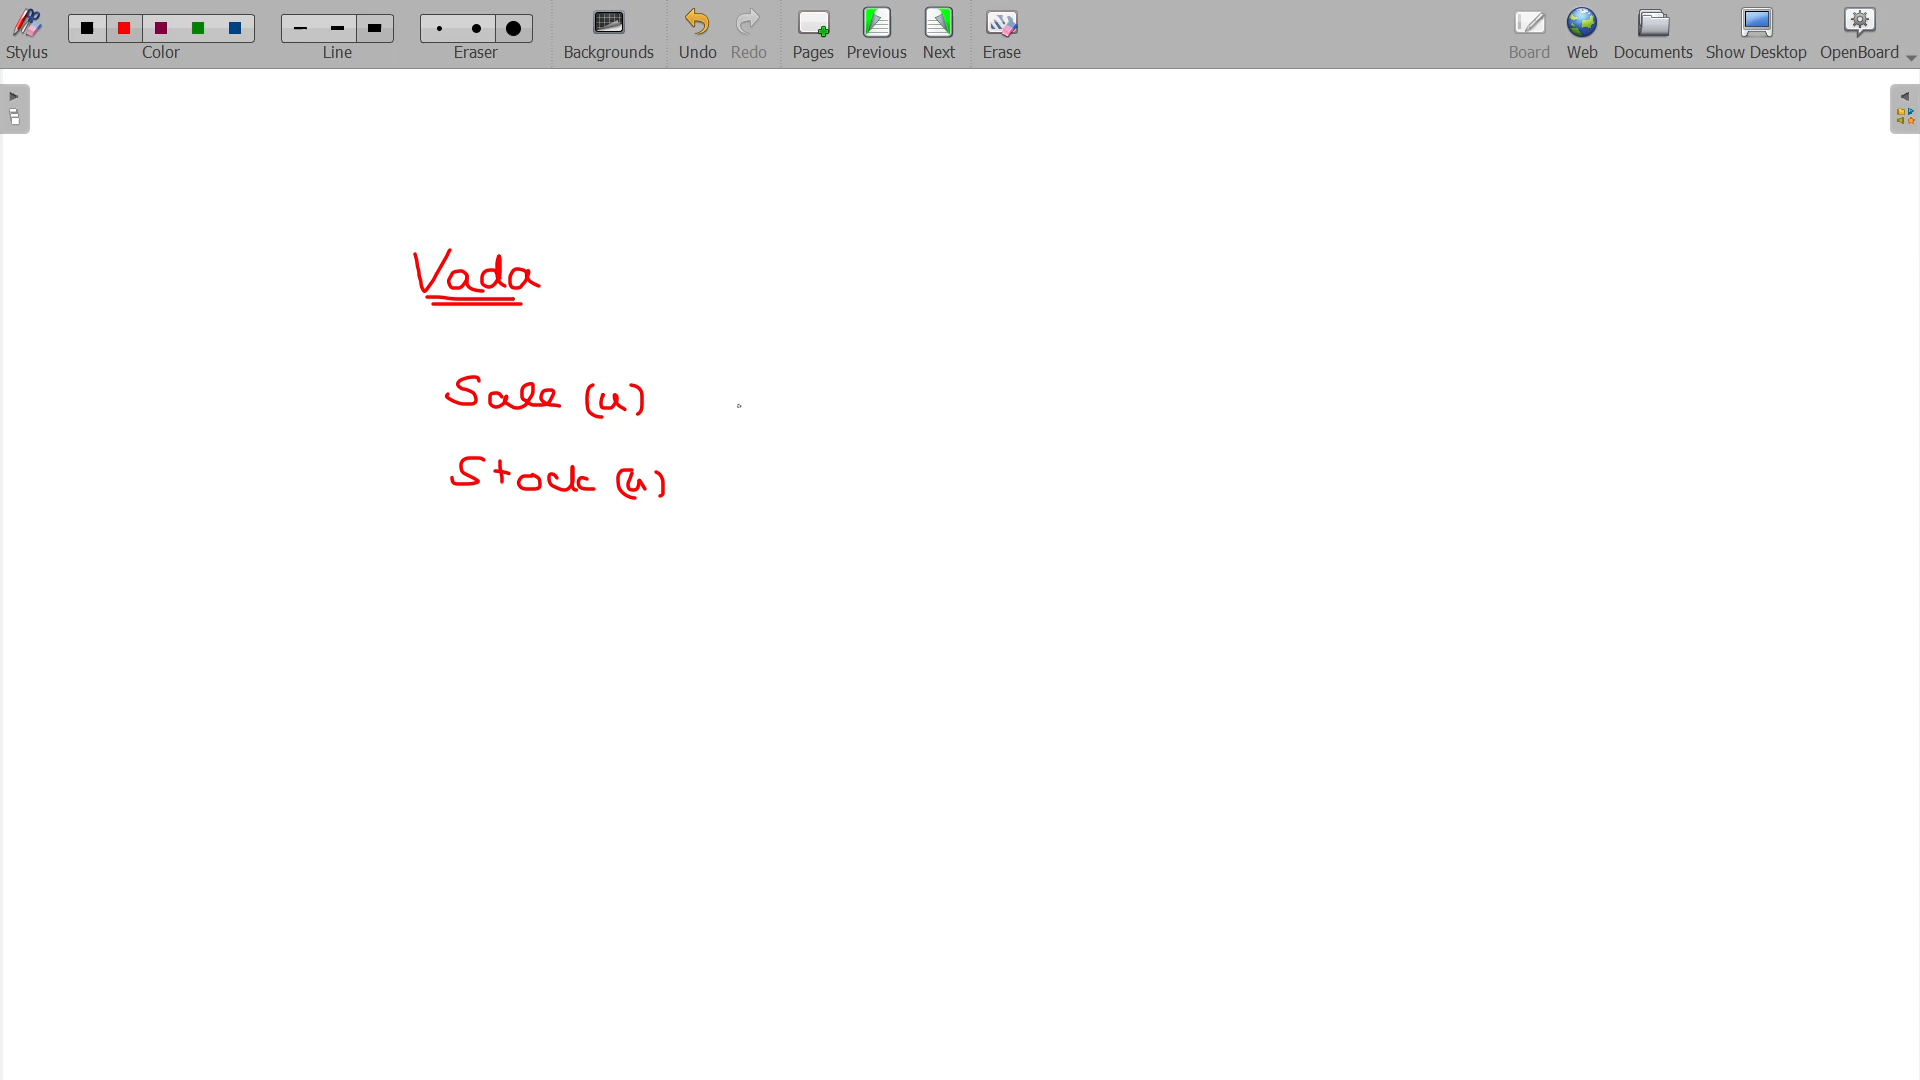 Stylus Color Line Eraser Backgrounds Undo Redo Pages Previous Next Erase Board Web Documents Show Desktop OpenBoard
Vada
Sale (u)
Stock (u)